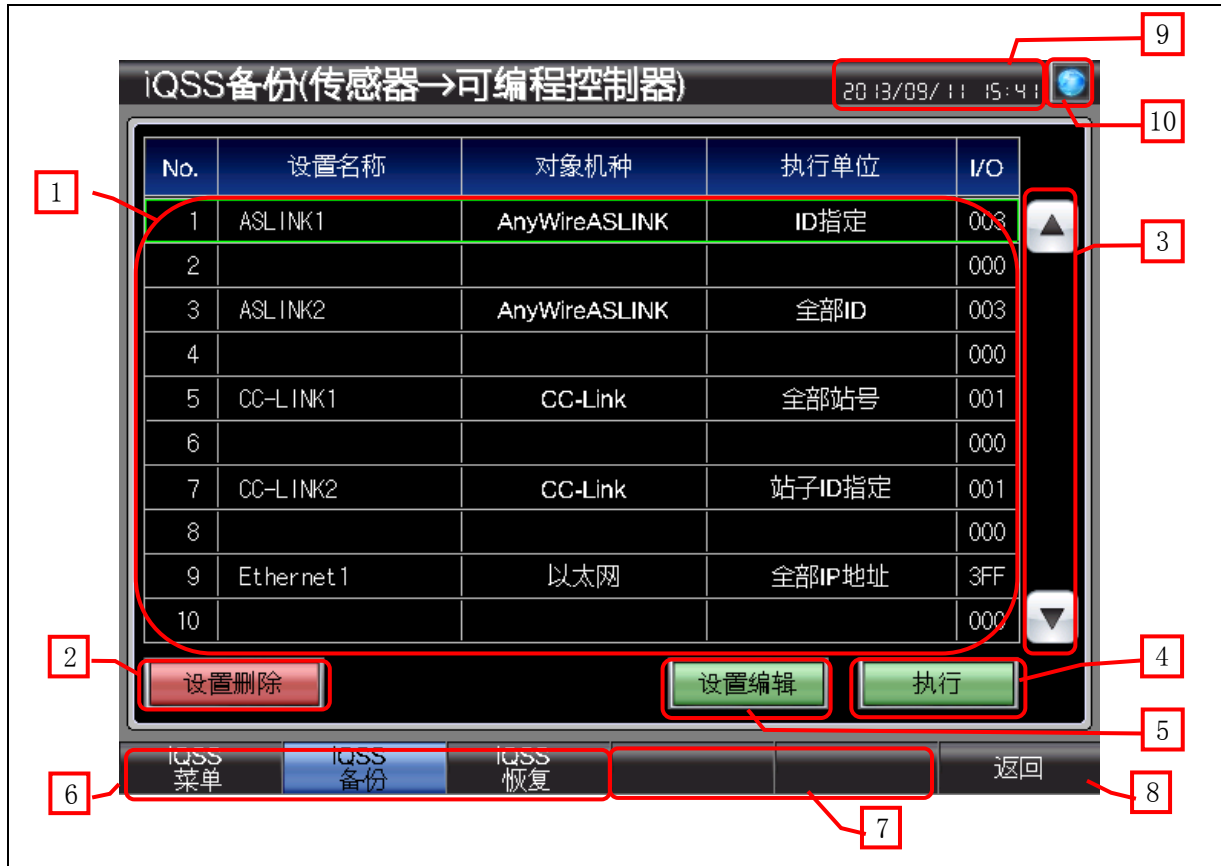 9
iQSS备份(传感器→可编程控制器) 2013/09/11 15:41
10
No. 设置名称 对象机种 执行单位 I/O
1
1 ASLINK1 AnyWireASLINK ID指定 003
3
2 000
3 ASLINK2 AnyWireASLINK 全部ID 003
4 000
5 CC-LINK1 CC-Link 全部站号 001
6 000
7 CC-LINK2 CC-Link 站子ID指定 001
8 000
9 Ethernet1 以太网 全部IP地址 3FF
10 000
2
4
设置删除 设置编辑 执行
5
iQSS
菜单
iQSS
备份
iQSS
恢复
返回
6
8
7